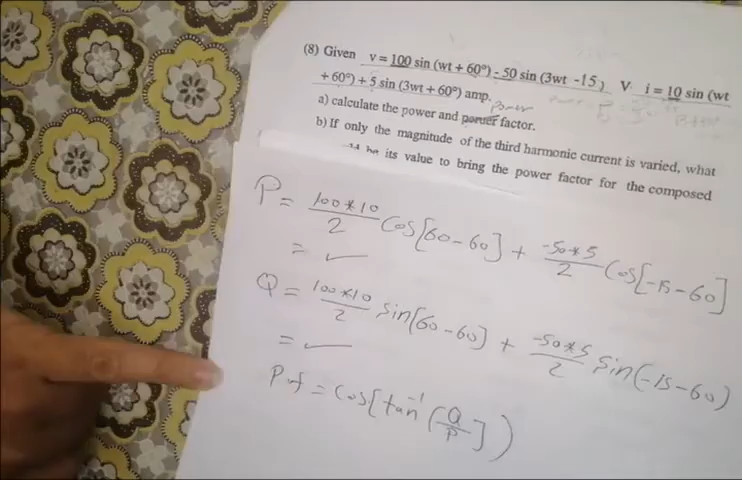 (8) Given v = 100 sin (wt + 60°) - 50 sin (3wt -15) V i = 10 sin (wt
+ 60°) + 5 sin (3wt + 60°) amp.
power
a) calculate the power and poruer factor.
b) If only the magnitude of the third harmonic current is varied, what
be its value to bring the power factor for the composed
P = 100*10/2 Cos[60-60] + -50*5/2 Cos[-15-60]
= ✓
Q = 100*10/2 sin[60-60] + -50*5/2 sin(-15-60)
= ✓
P.f = Cos[tan⁻¹(Q/P])